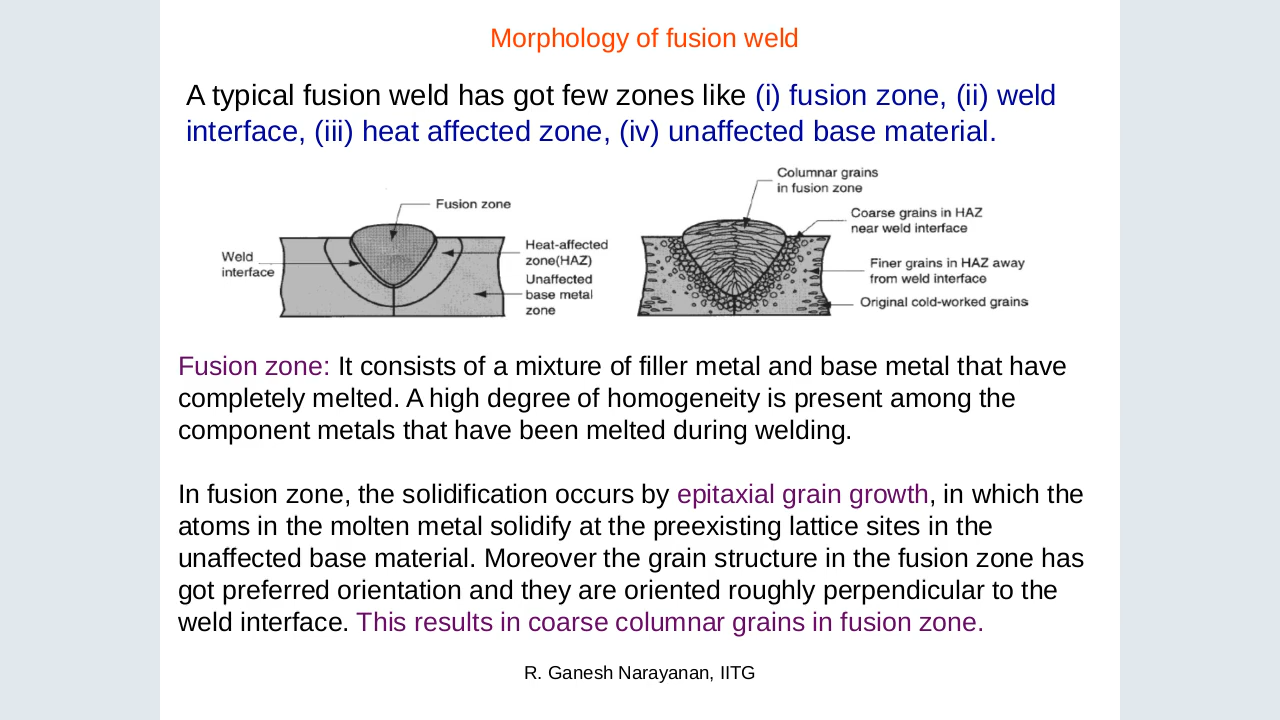 Morphology of fusion weld
A typical fusion weld has got few zones like (i) fusion zone, (ii) weld
interface, (iii) heat affected zone, (iv) unaffected base material.
Fusion zone
Weld
interface
Heat-affected
zone(HAZ)
Unaffected
base metal
zone
Columnar grains
in fusion zone
Coarse grains in HAZ
near weld interface
Finer grains in HAZ away
from weld interface
Original cold-worked grains
Fusion zone: It consists of a mixture of filler metal and base metal that have
completely melted. A high degree of homogeneity is present among the
component metals that have been melted during welding.
In fusion zone, the solidification occurs by epitaxial grain growth, in which the
atoms in the molten metal solidify at the preexisting lattice sites in the
unaffected base material. Moreover the grain structure in the fusion zone has
got preferred orientation and they are oriented roughly perpendicular to the
weld interface. This results in coarse columnar grains in fusion zone.
R. Ganesh Narayanan, IITG